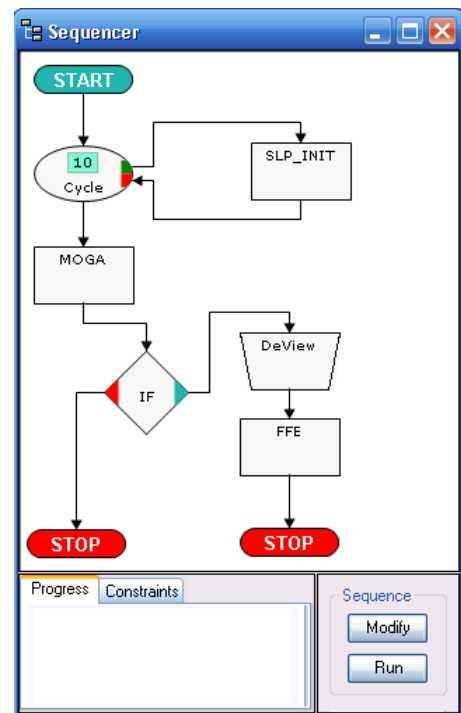 Sequencer
START
10
Cycle
SLP_INIT
MOGA
DeView
IF
FFE
STOP
STOP
Progress
Constraints
Sequence
Modify
Run